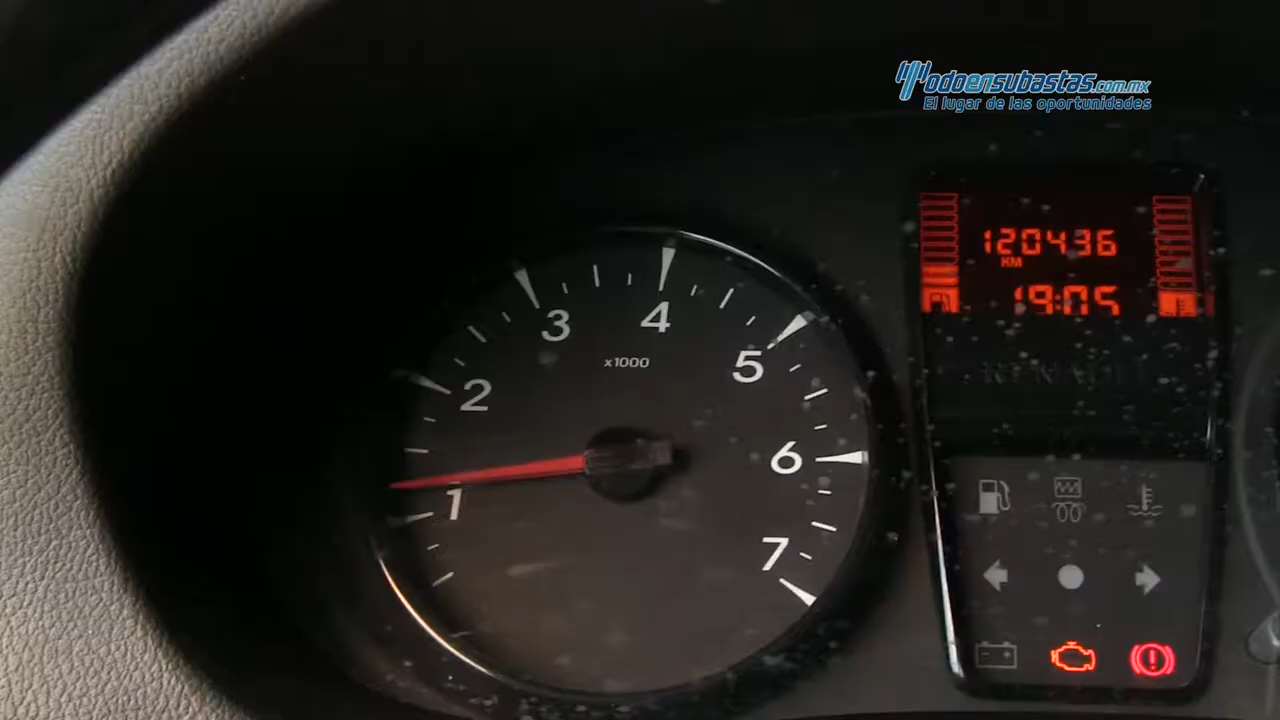 Todoensubastas.com.mx
El lugar de las oportunidades
120436
KM
19:05
1
2
3
4
5
6
7
x1000